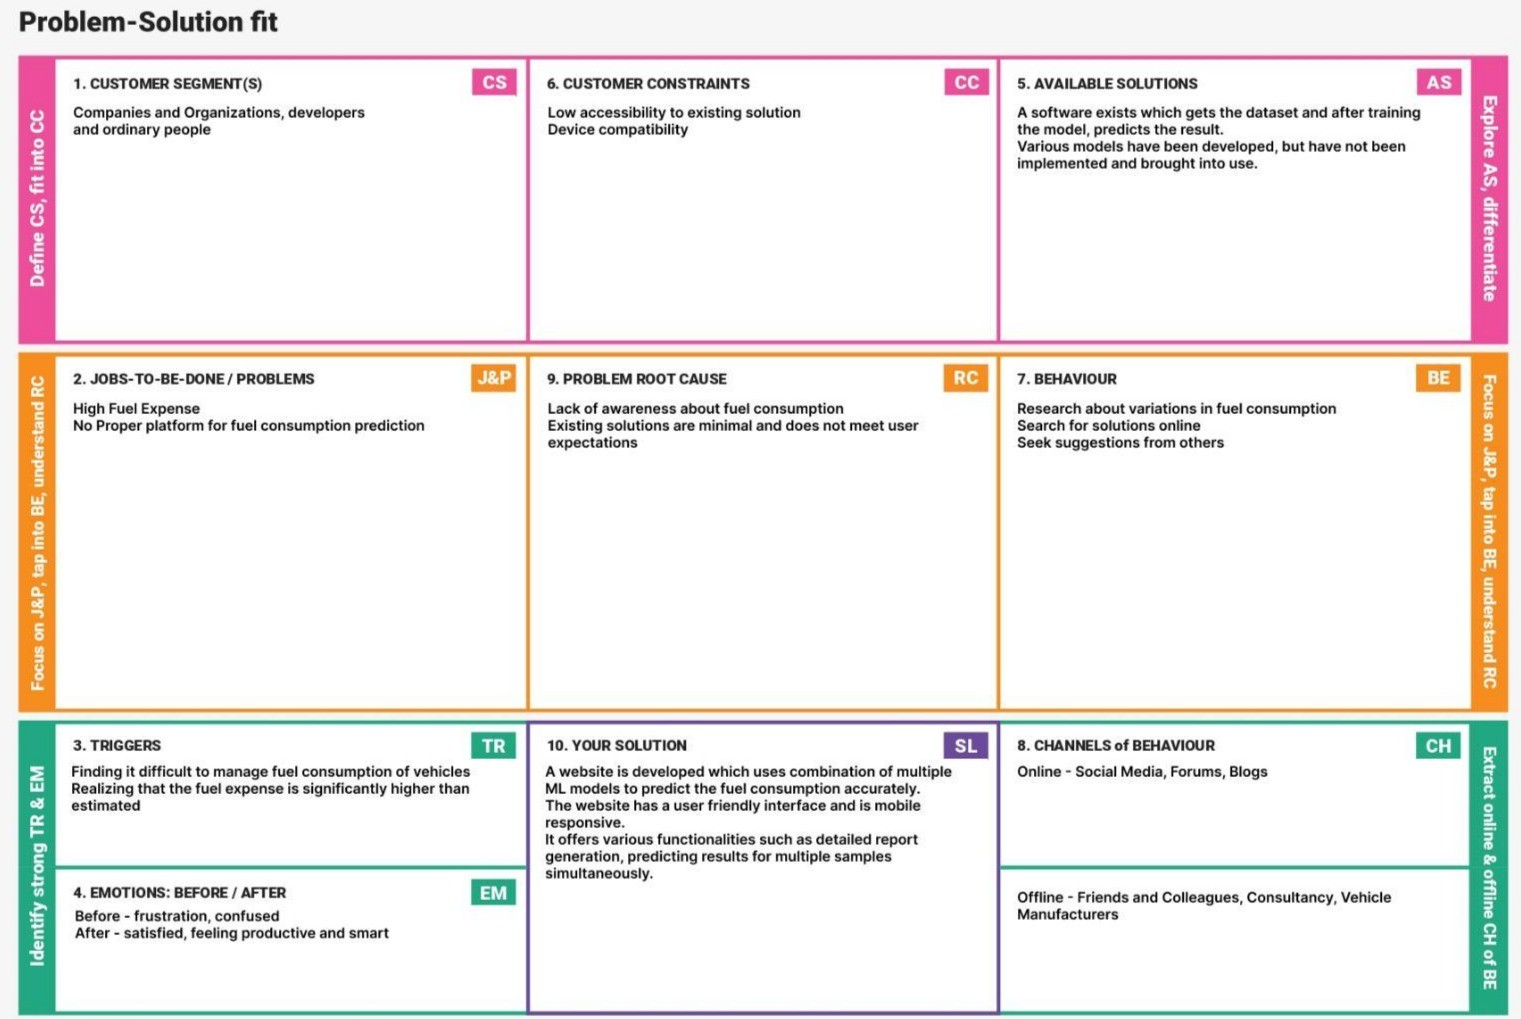 Problem-Solution fit
Define CS, fit into CC
1. CUSTOMER SEGMENT(S)
CS
Companies and Organizations, developers
and ordinary people
6. CUSTOMER CONSTRAINTS
CC
Low accessibility to existing solution
Device compatibility
5. AVAILABLE SOLUTIONS
AS
A software exists which gets the dataset and after training
the model, predicts the result.
Various models have been developed, but have not been
implemented and brought into use.
Explore AS, differentiate
Focus on J&P, tap into BE, understand RC
2. JOBS-TO-BE-DONE / PROBLEMS
J&P
High Fuel Expense
No Proper platform for fuel consumption prediction
9. PROBLEM ROOT CAUSE
RC
Lack of awareness about fuel consumption
Existing solutions are minimal and does not meet user
expectations
7. BEHAVIOUR
BE
Research about variations in fuel consumption
Search for solutions online
Seek suggestions from others
Focus on J&P, tap into BE, understand RC
Identify strong TR & EM
3. TRIGGERS
TR
Finding it difficult to manage fuel consumption of vehicles
Realizing that the fuel expense is significantly higher than
estimated
4. EMOTIONS: BEFORE / AFTER
EM
Before - frustration, confused
After - satisfied, feeling productive and smart
10. YOUR SOLUTION
SL
A website is developed which uses combination of multiple
ML models to predict the fuel consumption accurately.
The website has a user friendly interface and is mobile
responsive.
It offers various functionalities such as detailed report
generation, predicting results for multiple samples
simultaneously.
8. CHANNELS of BEHAVIOUR
CH
Online - Social Media, Forums, Blogs
Offline - Friends and Colleagues, Consultancy, Vehicle
Manufacturers
Extract online & offline CH of BE